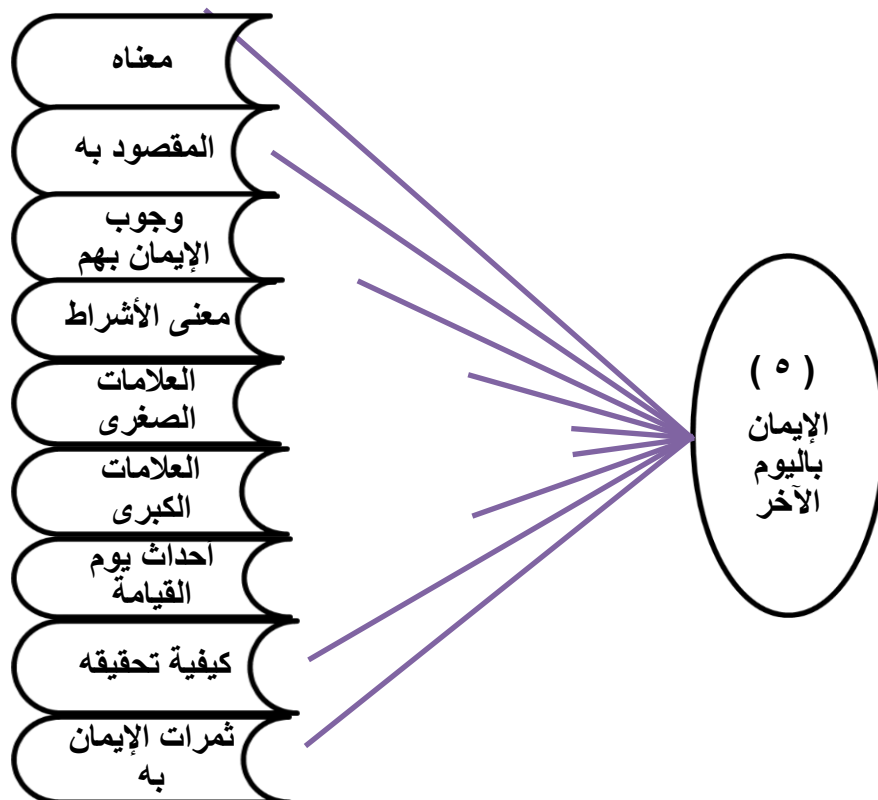 ( ٥ )
الإيمان
باليوم
الآخر
معناه
المقصود به
وجوب
الإيمان بهم
معنى الأشراط
العلامات
الصغرى
العلامات
الكبرى
أحداث يوم
القيامة
كيفية تحقيقه
ثمرات الإيمان
به